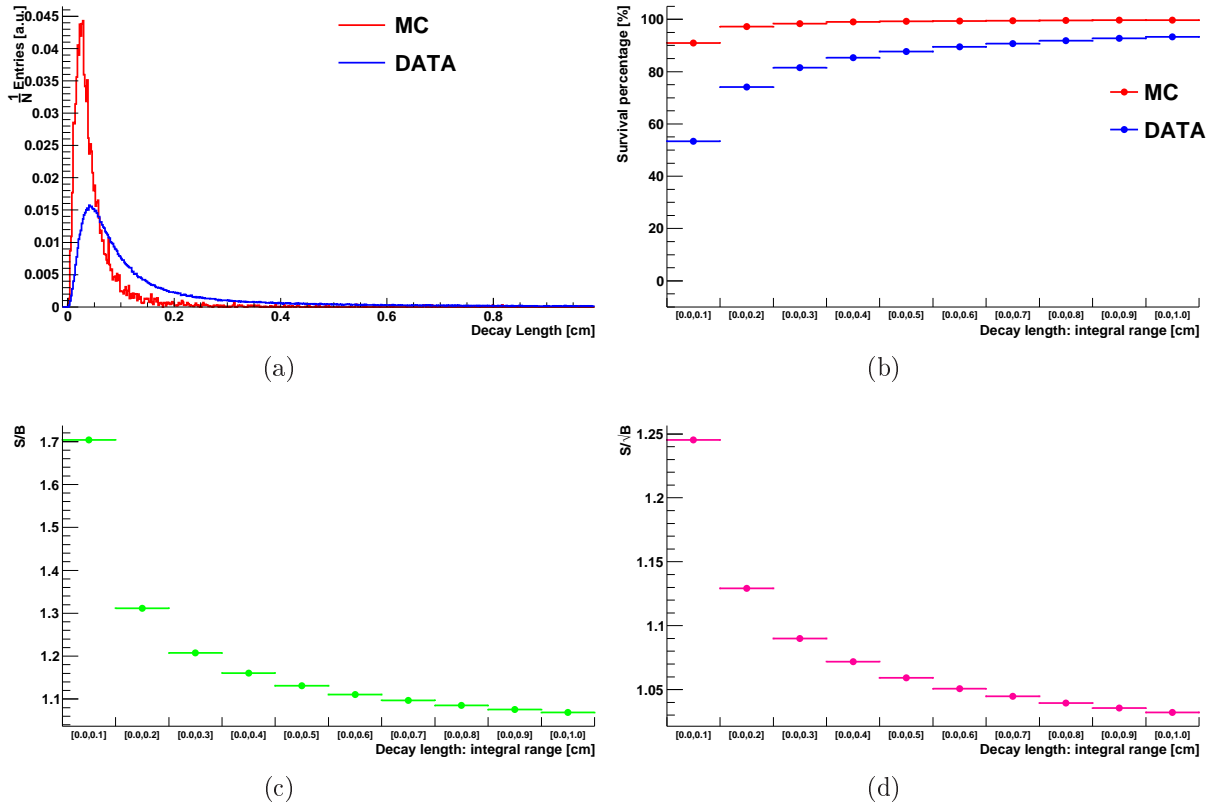 1/N Entries [a.u.]
0.045
0.04
0.035
0.03
0.025
0.02
0.015
0.01
0.005
0
MC
DATA
0 0.2 0.4 0.6 0.8
Decay Length [cm]
(a)
Survival percentage [%]
100
80
60
40
20
0
MC
DATA
[0.0,0.1] [0.0,0.2] [0.0,0.3] [0.0,0.4] [0.0,0.5] [0.0,0.6] [0.0,0.7] [0.0,0.8] [0.0,0.9] [0.0,1.0]
Decay length: integral range [cm]
(b)
S/B
1.7
1.6
1.5
1.4
1.3
1.2
1.1
[0.0,0.1] [0.0,0.2] [0.0,0.3] [0.0,0.4] [0.0,0.5] [0.0,0.6] [0.0,0.7] [0.0,0.8] [0.0,0.9] [0.0,1.0]
Decay length: integral range [cm]
(c)
S/√B
1.25
1.2
1.15
1.1
1.05
[0.0,0.1] [0.0,0.2] [0.0,0.3] [0.0,0.4] [0.0,0.5] [0.0,0.6] [0.0,0.7] [0.0,0.8] [0.0,0.9] [0.0,1.0]
Decay length: integral range [cm]
(d)